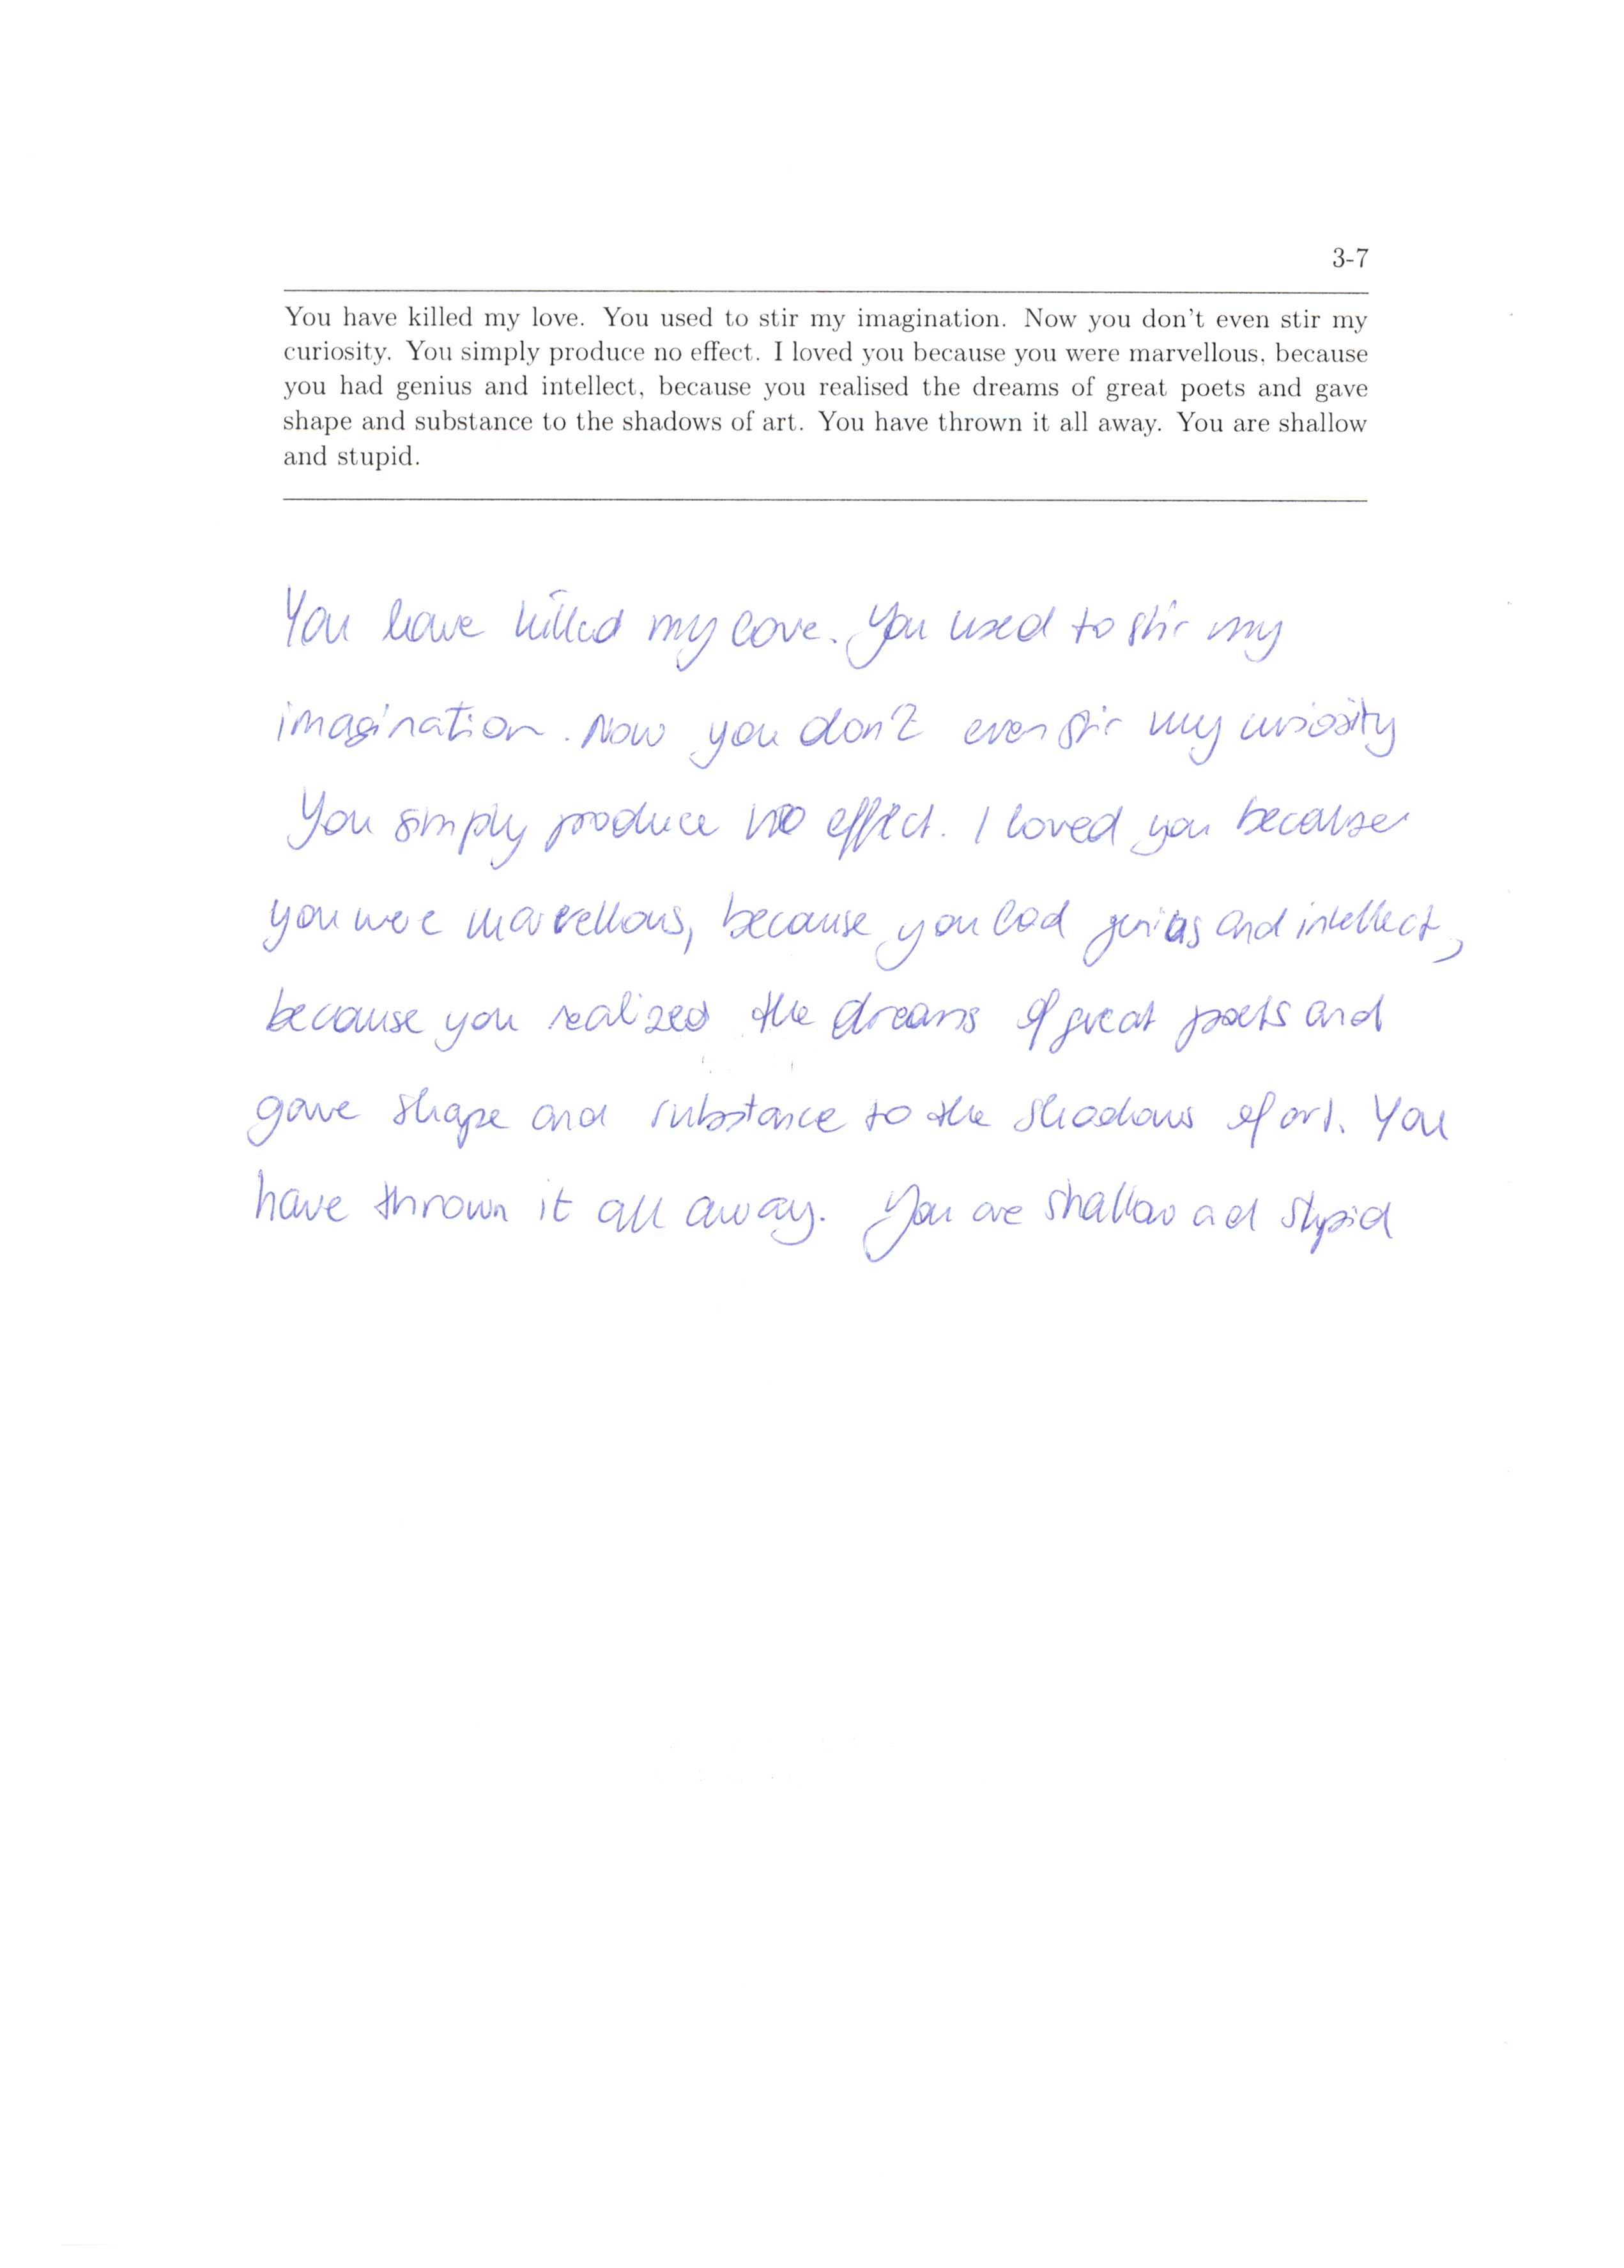 3-7
You have killed my love. You used to stir my imagination. Now you don't even stir my
curiosity. You simply produce no effect. I loved you because you were marvellous, because
you had genius and intellect, because you realised the dreams of great poets and gave
shape and substance to the shadows of art. You have thrown it all away. You are shallow
and stupid.
You have killed my love. You used to stir my
imagination. Now you don't even stir my curiosity
You simply produce no effect. I loved you because
you were marvellous, because you had genius and intellect,
because you realized the dreams of great poets and
gave shape and substance to the shadows of art. You
have thrown it all away. You are shallow and stupid